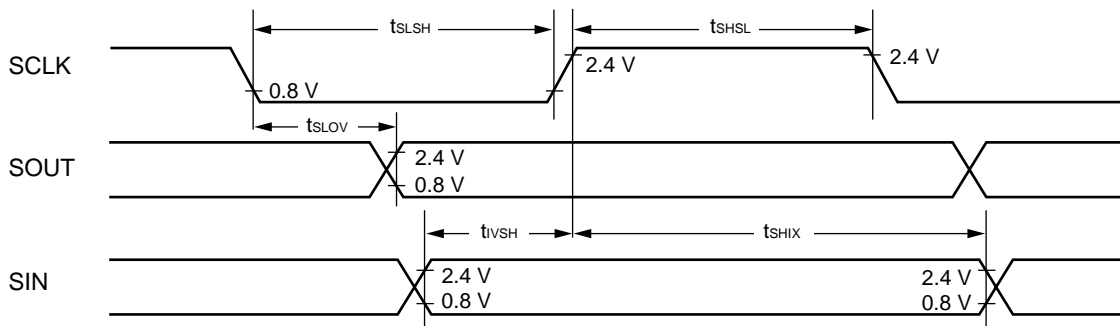 tSLSH
tSHSL
SCLK
2.4 V
2.4 V
0.8 V
tSLOV
SOUT
2.4 V
0.8 V
tIVSH
tSHIX
SIN
2.4 V
2.4 V
0.8 V
0.8 V